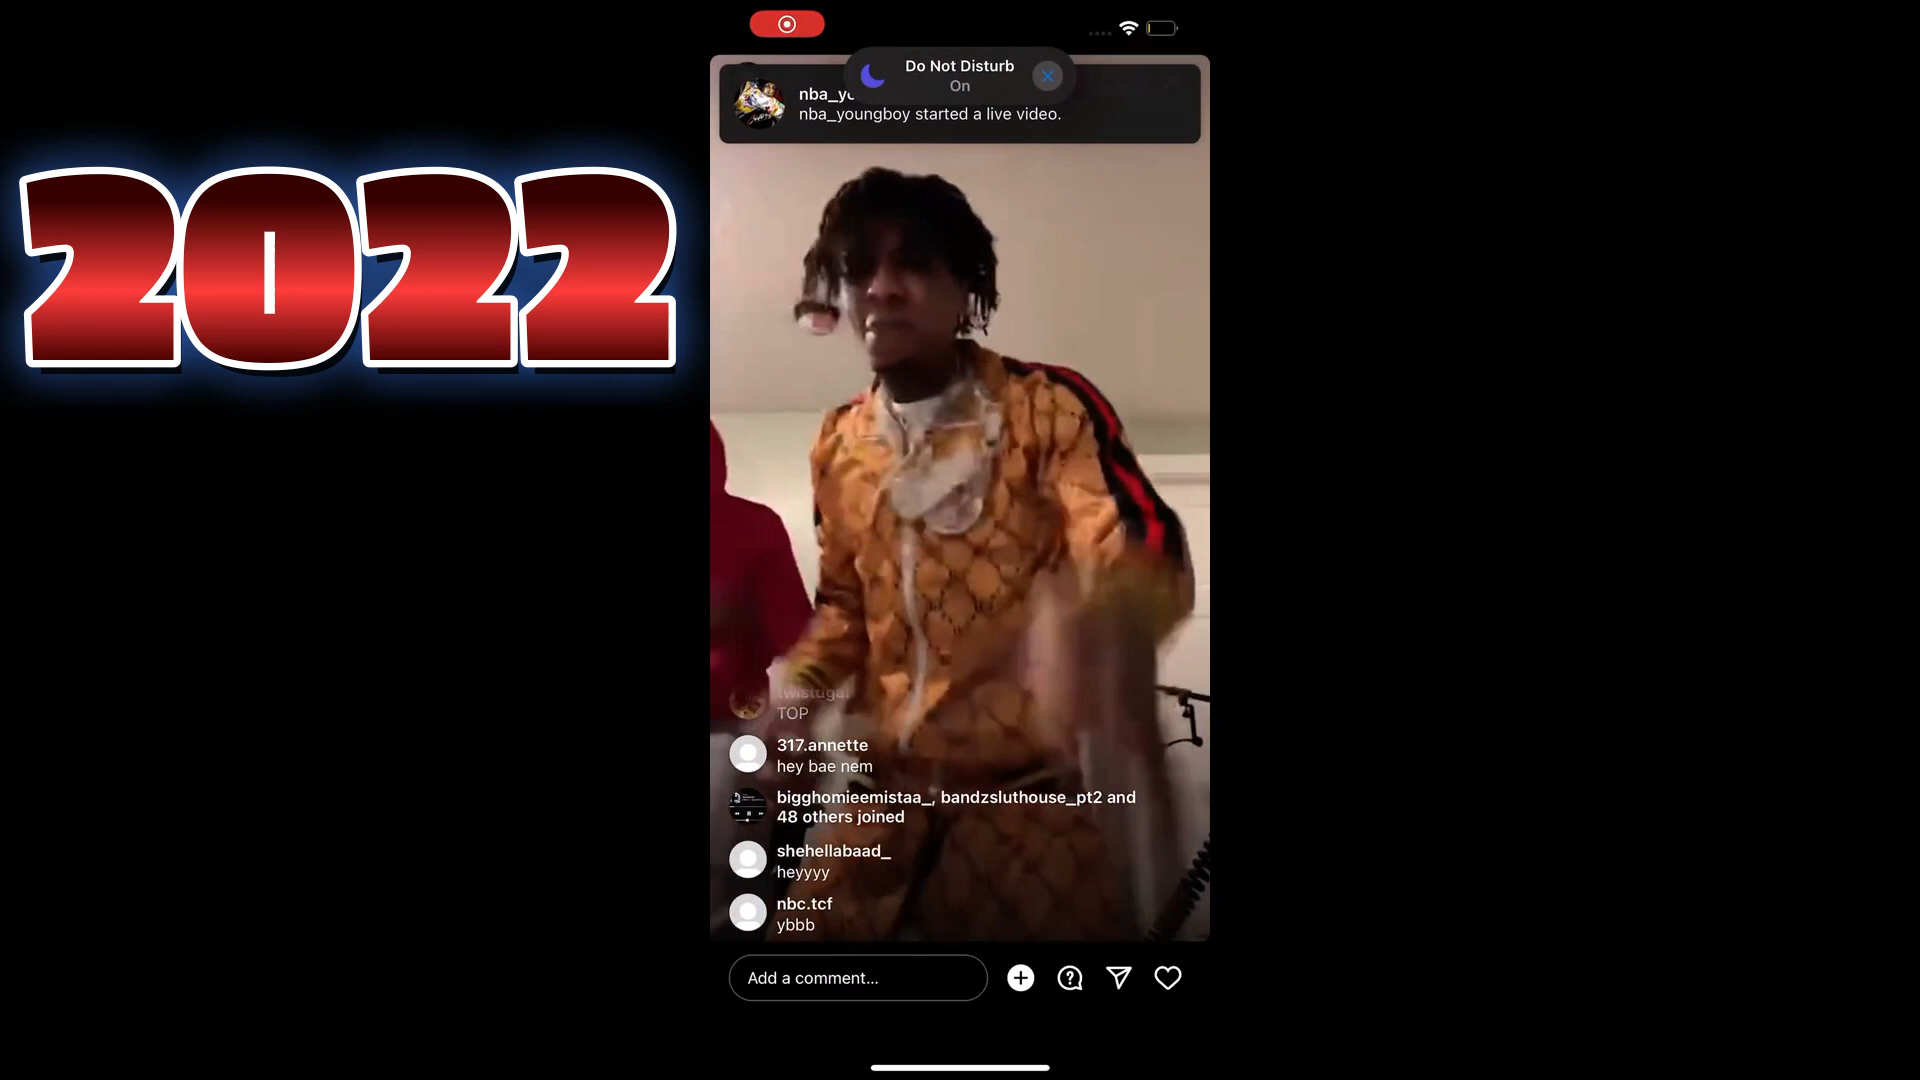 2022
Do Not Disturb
On
nba_yo
nba_youngboy started a live video.
TOP
317.annette
hey bae nem
bigghomieemistaa_, bandzsluthouse_pt2 and
48 others joined
shehellabaad_
heyyyy
nbc.tcf
ybbb
Add a comment...